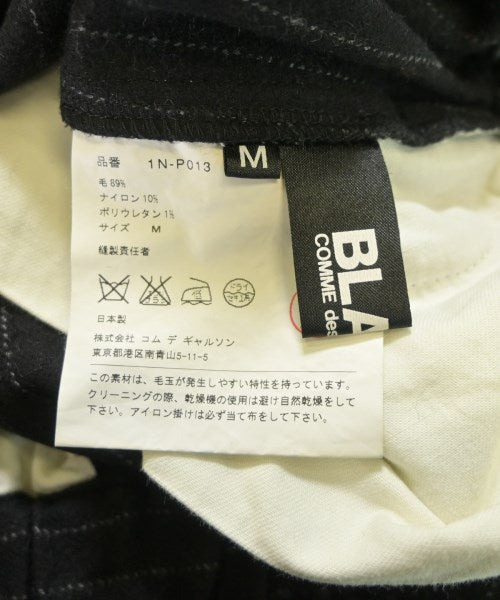 品番 1N-P013
M
毛 89%
ナイロン 10%
ポリウレタン 1%
サイズ M
縫製責任者
BLA
COMME des
ドライ
日本製
株式会社 コム デ ギャルソン
東京都港区南青山5-11-5
この素材は、毛玉が発生しやすい特性を持っています。
クリーニングの際、乾燥機の使用は避け自然乾燥をして
下さい。アイロン掛けは必ず当て布をして下さい。